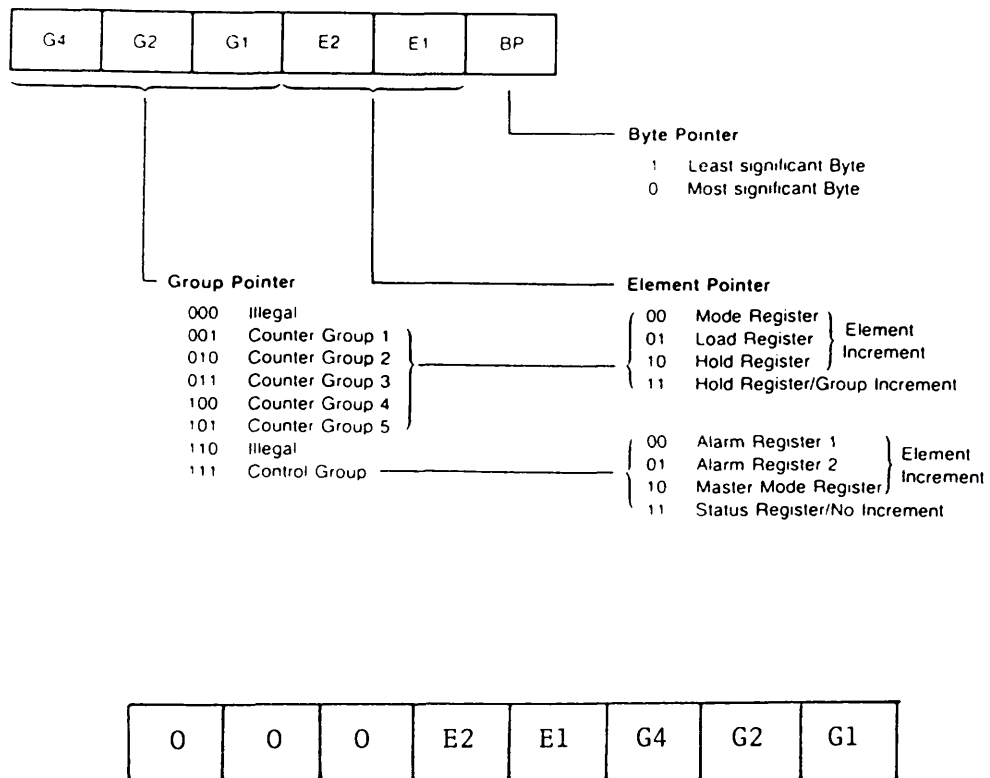 G4 G2 G1 E2 E1 BP
Byte Pointer
1 Least significant Byte
0 Most significant Byte
Group Pointer
000 Illegal
001 Counter Group 1
010 Counter Group 2
011 Counter Group 3
100 Counter Group 4
101 Counter Group 5
110 Illegal
111 Control Group
Element Pointer
00 Mode Register
01 Load Register
10 Hold Register
Element
Increment
11 Hold Register/Group Increment
00 Alarm Register 1
01 Alarm Register 2
10 Master Mode Register
Element
Increment
11 Status Register/No Increment
0 0 0 E2 E1 G4 G2 G1